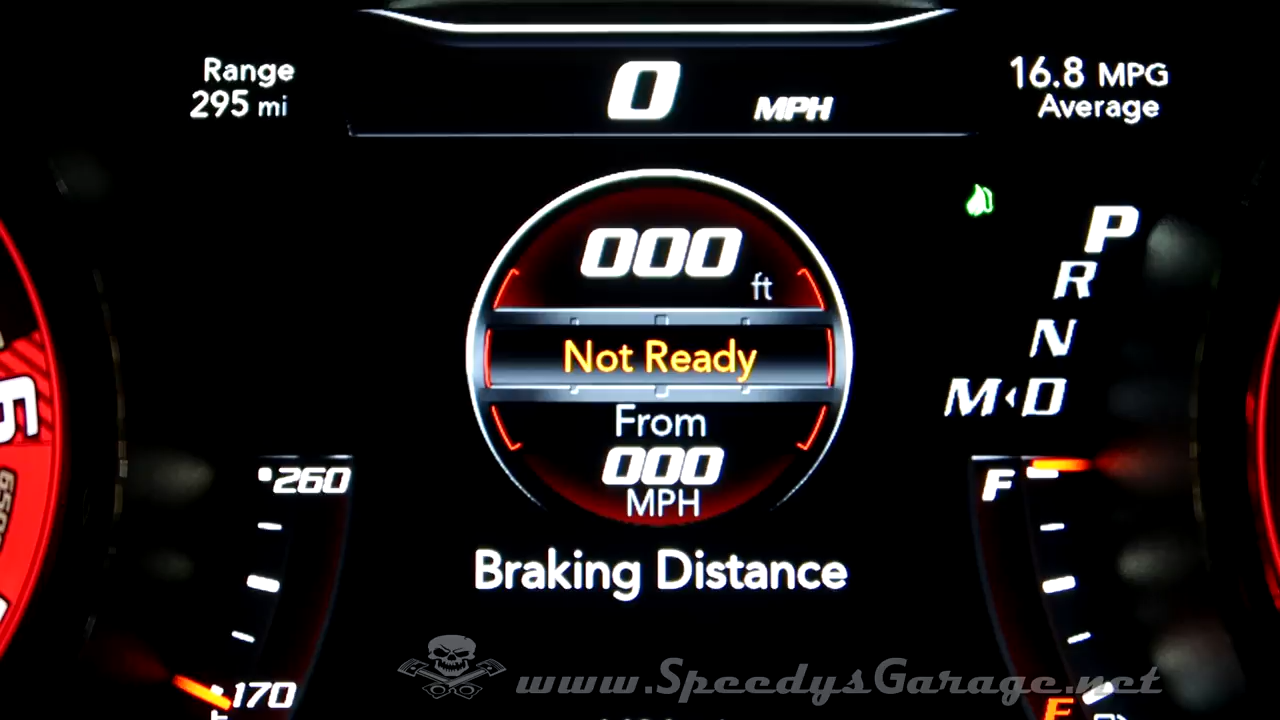 Range
295 mi
0 MPH
16.8 MPG
Average
000
ft
Not Ready
From
000
MPH
Braking Distance
P
R
N
M D
6
260
170
F
E
www.SpeedysGarage.net